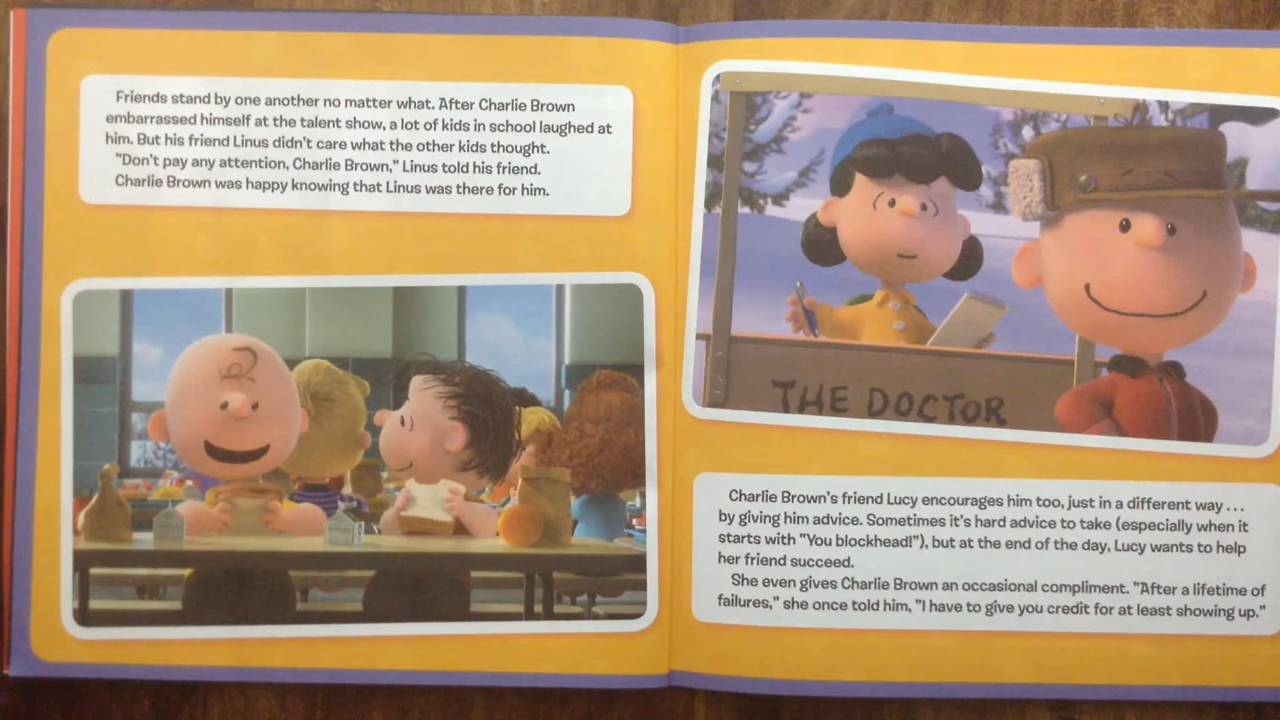 Friends stand by one another no matter what. After Charlie Brown
embarrassed himself at the talent show, a lot of kids in school laughed at
him. But his friend Linus didn't care what the other kids thought.
"Don't pay any attention, Charlie Brown," Linus told his friend.
Charlie Brown was happy knowing that Linus was there for him.
THE DOCTOR
Charlie Brown's friend Lucy encourages him too, just in a different way . . .
by giving him advice. Sometimes it's hard advice to take (especially when it
starts with "You blockhead!"), but at the end of the day, Lucy wants to help
her friend succeed.
She even gives Charlie Brown an occasional compliment. "After a lifetime of
failures," she once told him, "I have to give you credit for at least showing up."